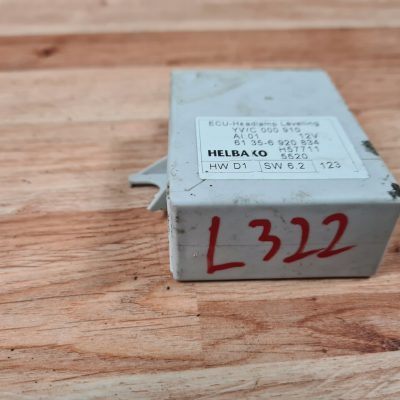 ECU-Headlamp Leveling
YV/C 000 910
AI 01 12V
61 35-6 920 834
HELBAKO H57711
5520
HW D1 SW 6.2 123
L322